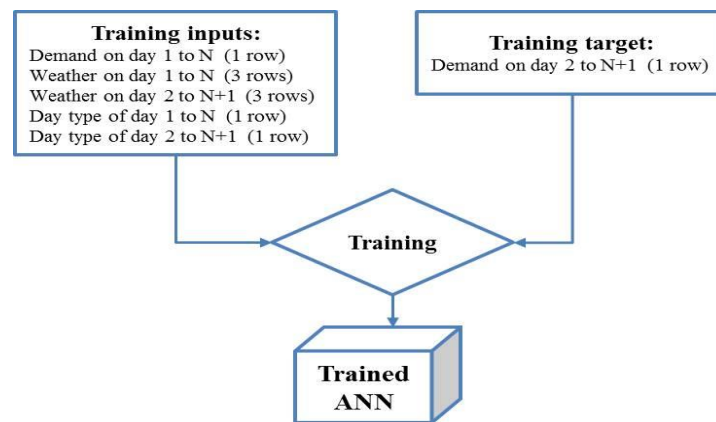 Training inputs:
Demand on day 1 to N (1 row)
Weather on day 1 to N (3 rows)
Weather on day 2 to N+1 (3 rows)
Day type of day 1 to N (1 row)
Day type of day 2 to N+1 (1 row)
Training target:
Demand on day 2 to N+1 (1 row)
Training
Trained
ANN